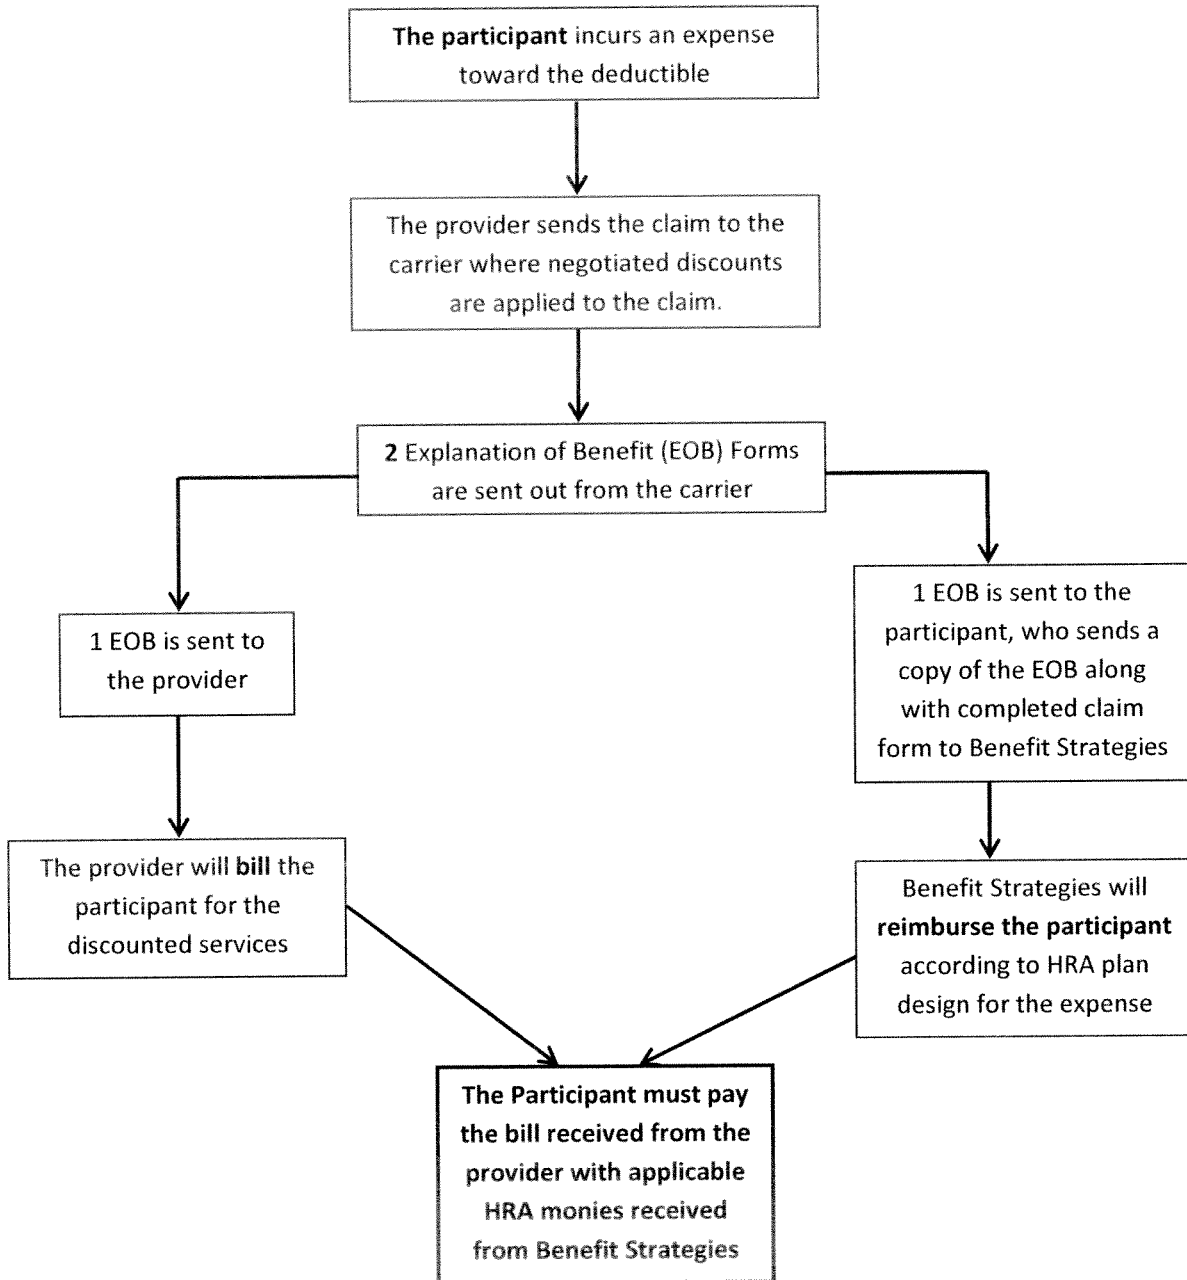 The participant incurs an expense
toward the deductible
The provider sends the claim to the
carrier where negotiated discounts
are applied to the claim.
2 Explanation of Benefit (EOB) Forms
are sent out from the carrier
1 EOB is sent to
the provider
1 EOB is sent to the
participant, who sends a
copy of the EOB along
with completed claim
form to Benefit Strategies
The provider will bill the
participant for the
discounted services
Benefit Strategies will
reimburse the participant
according to HRA plan
design for the expense
The Participant must pay
the bill received from the
provider with applicable
HRA monies received
from Benefit Strategies